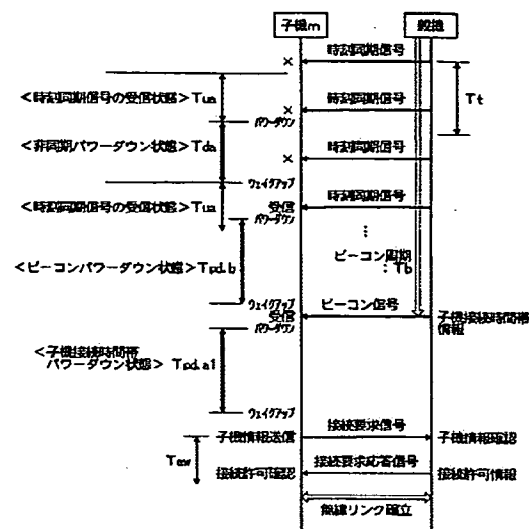 子機m
親機
× 時刻同期信号
<時刻同期信号の受信状態>Tua
Tt
× 時刻同期信号
パワーダウン
<非同期パワーダウン状態>Tda
× 時刻同期信号
ウェイクアップ
<時刻同期信号の受信状態>Tua
受信 時刻同期信号
パワーダウン
⋮
ビーコン周期
:Tb
<ビーコンパワーダウン状態>Tpd.b
ウェイクアップ
受信 ビーコン信号 子機接続時間帯
情報
パワーダウン
<子機接続時間帯
パワーダウン状態> Tpd.a1
ウェイクアップ
子機情報送信 接続要求信号 子機情報確認
Taw
接続許可確認 接続要求応答信号 接続許可情報
無線リンク確立